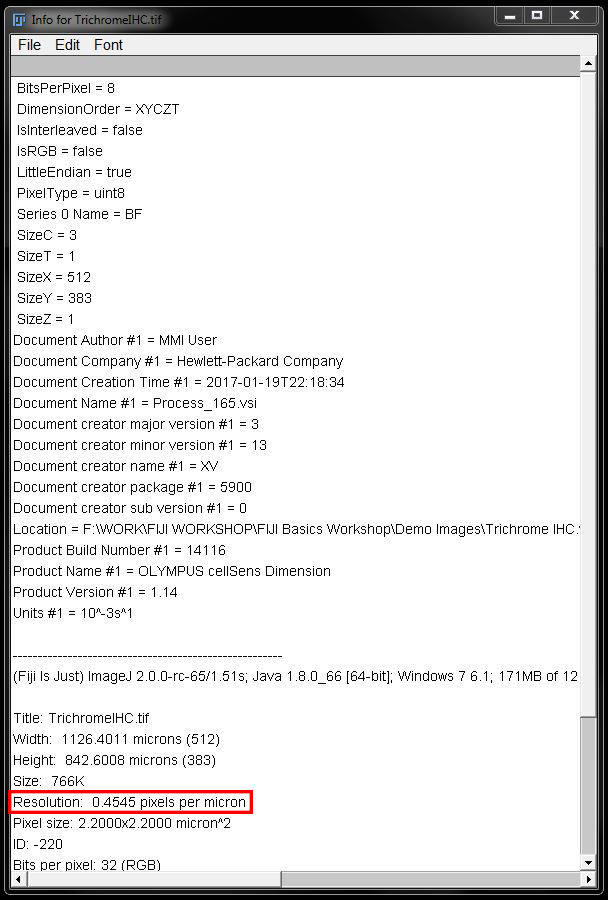 Info for TrichromeIHC.tif
File Edit Font
BitsPerPixel = 8
DimensionOrder = XYCZT
IsInterleaved = false
IsRGB = false
LittleEndian = true
PixelType = uint8
Series 0 Name = BF
SizeC = 3
SizeT = 1
SizeX = 512
SizeY = 383
SizeZ = 1
Document Author #1 = MMI User
Document Company #1 = Hewlett-Packard Company
Document Creation Time #1 = 2017-01-19T22:18:34
Document Name #1 = Process_165.vsi
Document creator major version #1 = 3
Document creator minor version #1 = 13
Document creator name #1 = XV
Document creator package #1 = 5900
Document creator sub version #1 = 0
Location = F:\WORK\FIJI WORKSHOP\FIJI Basics Workshop\Demo Images\Trichrome IHC.
Product Build Number #1 = 14116
Product Name #1 = OLYMPUS cellSens Dimension
Product Version #1 = 1.14
Units #1 = 10^-3s^1
------------------------------------------------------
(Fiji Is Just) ImageJ 2.0.0-rc-65/1.51s; Java 1.8.0_66 [64-bit]; Windows 7 6.1; 171MB of 12
Title: TrichromeIHC.tif
Width: 1126.4011 microns (512)
Height: 842.6008 microns (383)
Size: 766K
Resolution: 0.4545 pixels per micron
Pixel size: 2.2000x2.2000 micron^2
ID: -220
Bits per pixel: 32 (RGB)